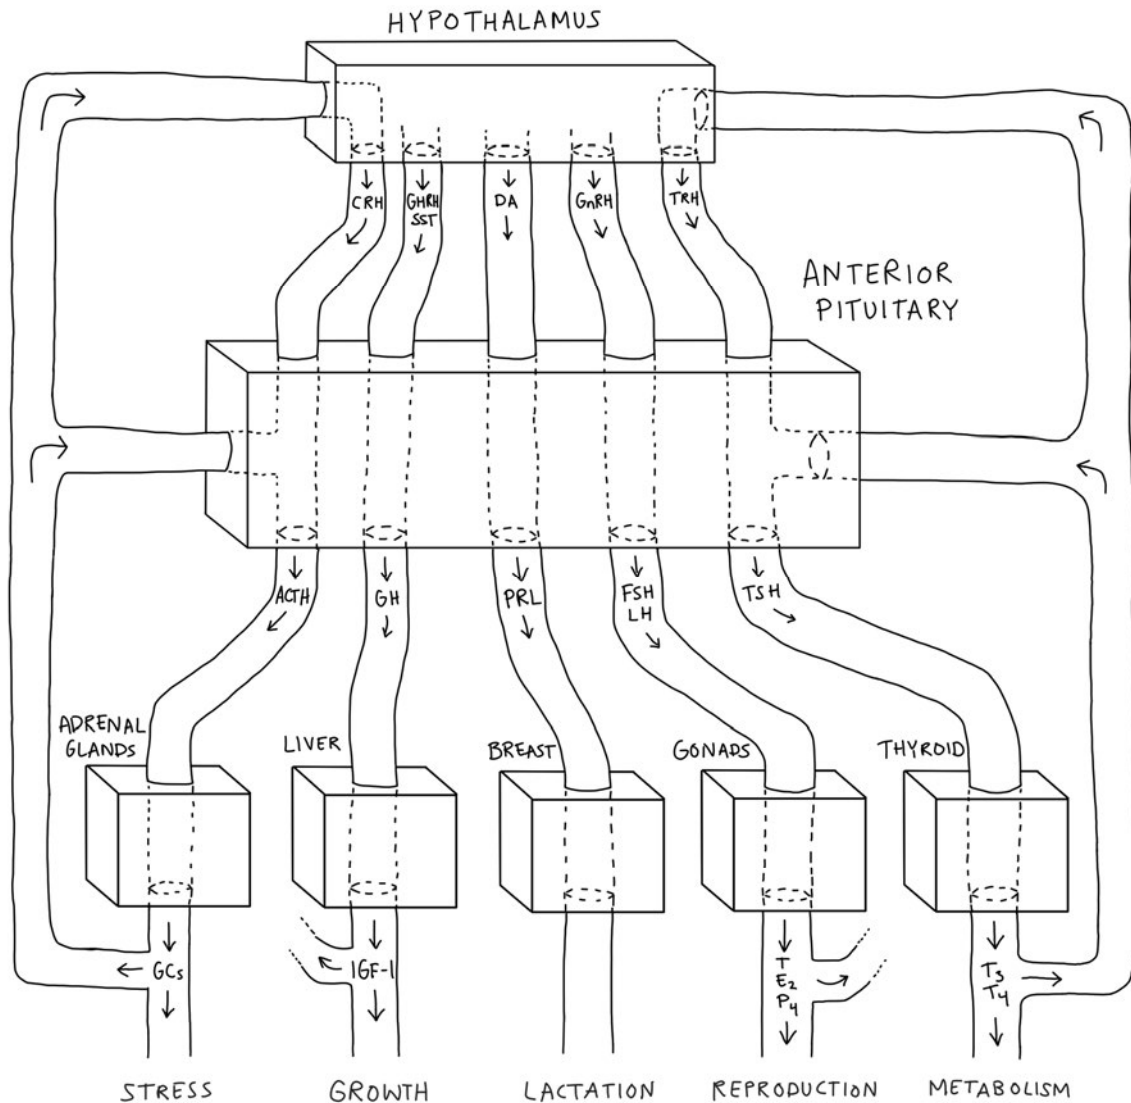 HYPOTHALAMUS
CRH
GHRH
SST
DA
GnRH
TRH
ANTERIOR
PITUITARY
ACTH
GH
PRL
FSH
LH
TSH
ADRENAL
GLANDS
LIVER
BREAST
GONADS
THYROID
GCs
IGF-1
T
E₂
P₄
T₃
T₄
STRESS
GROWTH
LACTATION
REPRODUCTION
METABOLISM